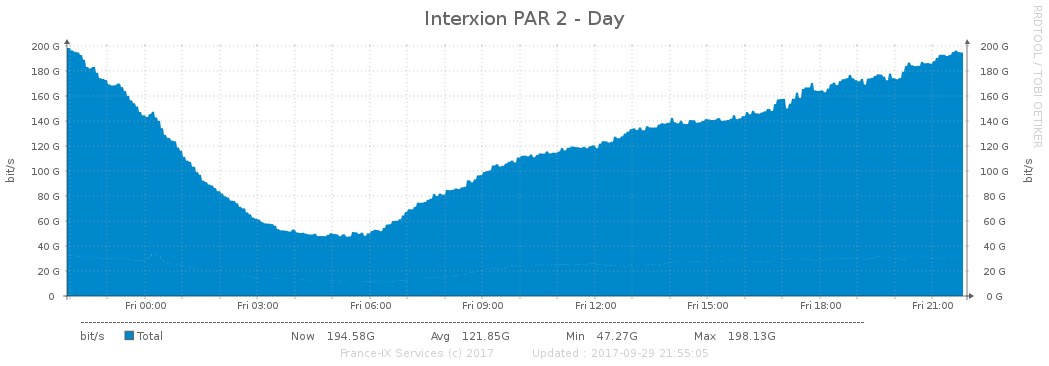 Interxion PAR 2 - Day
RRDTOOL / TOBI OETIKER
200 G 200 G
180 G 180 G
160 G 160 G
140 G 140 G
120 G 120 G
100 G 100 G
80 G 80 G
60 G 60 G
40 G 40 G
20 G 20 G
0 0 G
bit/s bit/s
Fri 00:00 Fri 03:00 Fri 06:00 Fri 09:00 Fri 12:00 Fri 15:00 Fri 18:00 Fri 21:00
bit/s Total Now 194.58G Avg 121.85G Min 47.27G Max 198.13G
France-IX Services (c) 2017 Updated : 2017-09-29 21:55:05